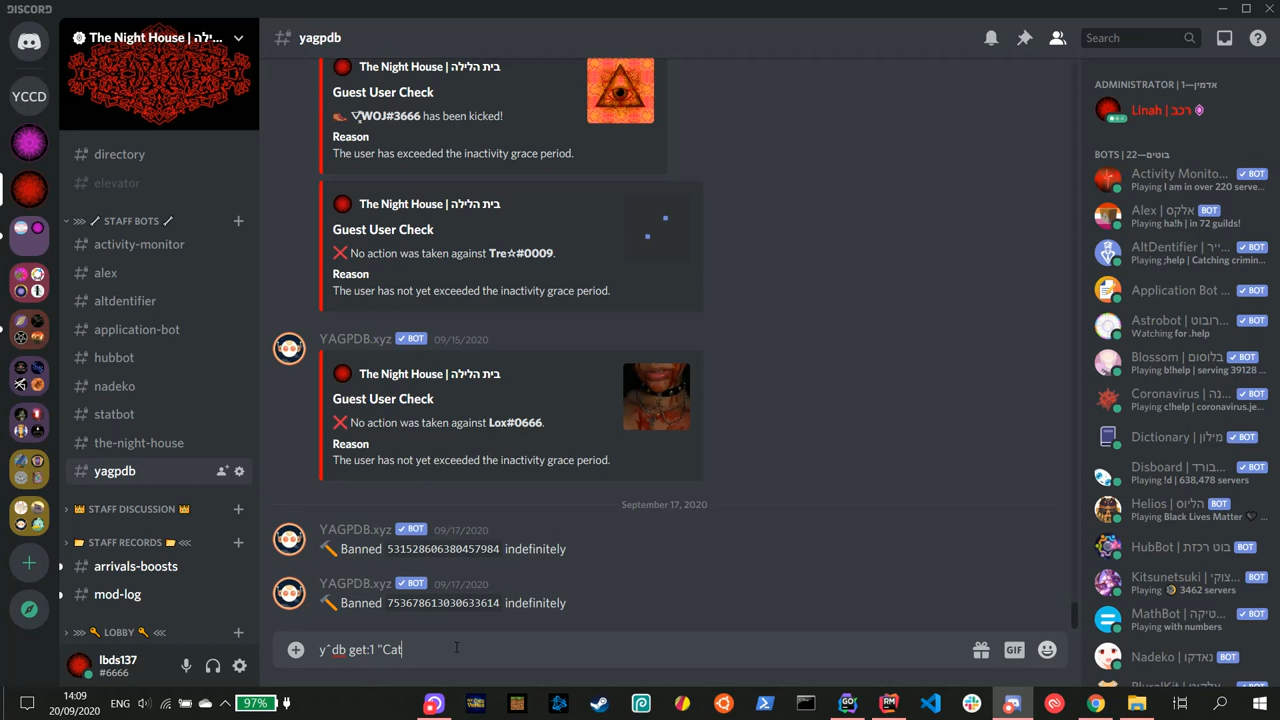 DISCORD
The Night House | בית הלילה...
# yagpdb
Search
# directory
# elevator
⋙ 🦴 STAFF BOTS 🦴
# activity-monitor
# alex
# altdentifier
# application-bot
# hubbot
# nadeko
# statbot
# the-night-house
# yagpdb
👑 STAFF DISCUSSION 👑
📂 STAFF RECORDS 📂 ⋘
# arrivals-boosts
# mod-log
⋙ 🔑 LOBBY 🔑 ⋘
lbds137
#6666
YCCD
The Night House | בית הלילה
Guest User Check
WOJ#3666 has been kicked!
Reason
The user has exceeded the inactivity grace period.
The Night House | בית הלילה
Guest User Check
❌ No action was taken against Tre☆#0009.
Reason
The user has not yet exceeded the inactivity grace period.
YAGPDB.xyz ✓ BOT 09/15/2020
The Night House | בית הלילה
Guest User Check
❌ No action was taken against Lox#0666.
Reason
The user has not yet exceeded the inactivity grace period.
September 17, 2020
YAGPDB.xyz ✓ BOT 09/17/2020
🔨 Banned 531528606380457984 indefinitely
YAGPDB.xyz ✓ BOT 09/17/2020
🔨 Banned 753678613030633614 indefinitely
y^db get:1 "Cat
GIF
ADMINISTRATOR | אדמין—1
Linah | רכב
BOTS | בוטים—22
Activity Monito... ✓ BOT
Playing I am in over 220 serve...
Alex | אלקס BOT
Playing ha!h | in 72 guilds!
AltDentifier | ...יר ✓ BOT
Playing ;help | Catching crimin...
Application Bot ... ✓ BOT
Astrobot | אסטרובוט... ✓ BOT
Watching for .help
Blossom | בלוסום ✓ BOT
Playing b!help | serving 39128 ...
Coronavirus | ...נה ✓ BOT
Playing c!help | coronavirus.je...
Dictionary | מילון ✓ BOT
Disboard | ...בורד ✓ BOT
Playing !d | 638,478 servers
Helios | הליוס BOT
Playing Black Lives Matter 🖤 ...
HubBot | בוט רכזת ✓ BOT
Kitsunetsuki | ...צוקי ✓ BOT
Playing 3462 servers
MathBot | ...טיקה ✓ BOT
Playing with numbers
Nadeko | נאדקו ✓ BOT
PluralKit | ✓ BOT
14:09
20/09/2020
ENG
97%